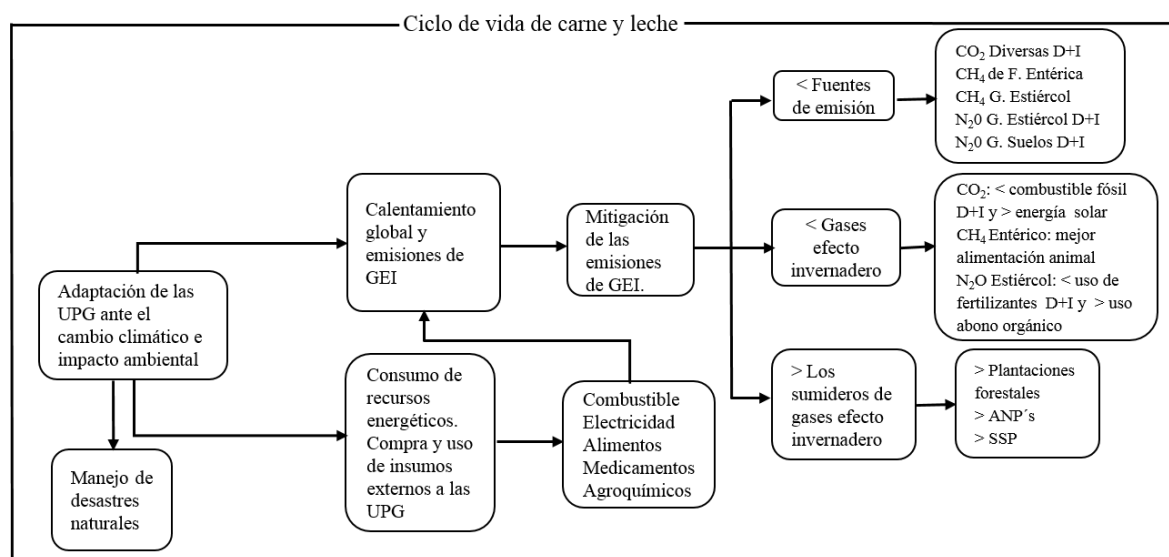 Ciclo de vida de carne y leche
CO₂ Diversas D+I
CH₄ de F. Entérica
CH₄ G. Estiércol
N₂0 G. Estiércol D+I
N₂0 G. Suelos D+I
< Fuentes
de emisión
Calentamiento
global y
emisiones de
GEI
Mitigación
de las
emisiones
de GEI.
< Gases
efecto
invernadero
CO₂: < combustible fósil
D+I y > energía solar
CH₄ Entérico: mejor
alimentación animal
N₂O Estiércol: < uso de
fertilizantes D+I y > uso
abono orgánico
Adaptación de las
UPG ante el
cambio climático e
impacto ambiental
Consumo de
recursos
energéticos.
Compra y uso
de insumos
externos a las
UPG
Combustible
Electricidad
Alimentos
Medicamentos
Agroquímicos
> Los
sumideros de
gases efecto
invernadero
> Plantaciones
forestales
> ANP´s
> SSP
Manejo de
desastres
naturales